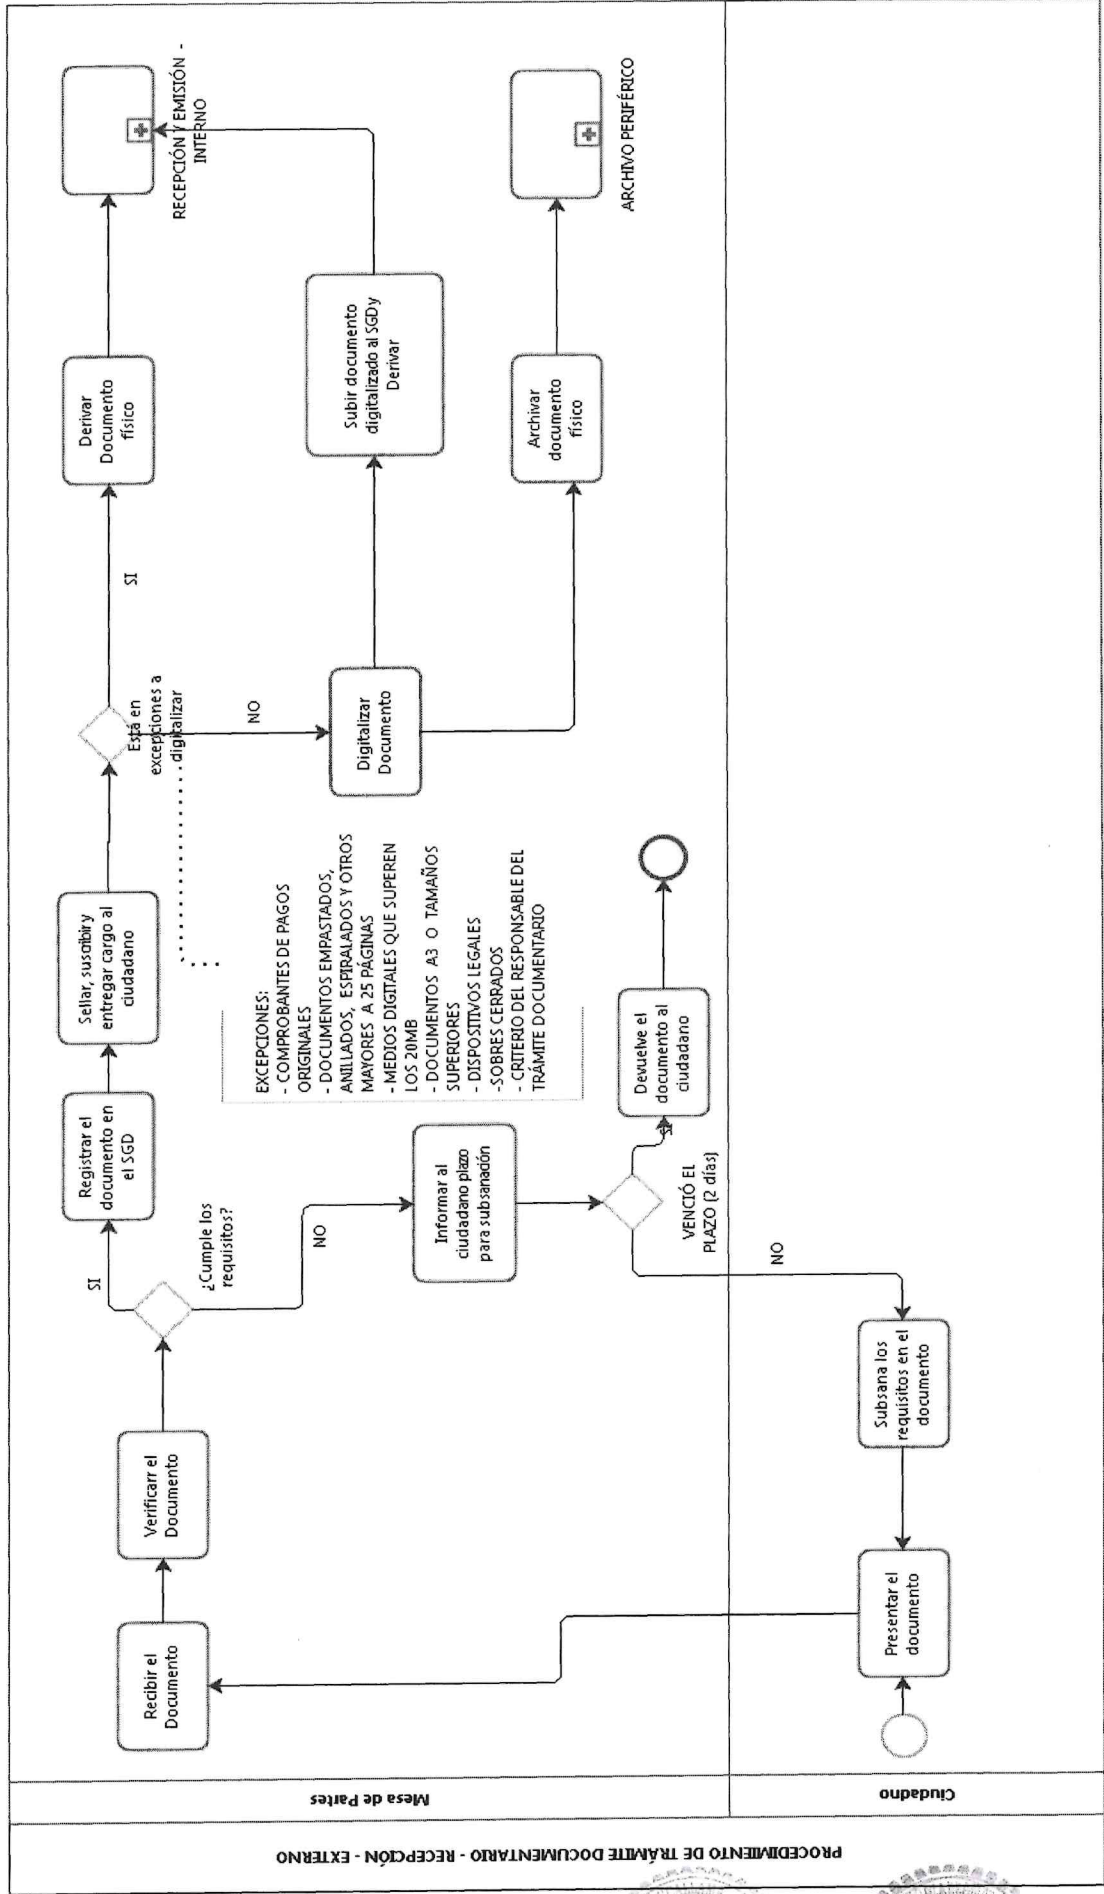 PROCEDIMIENTO DE TRÁMITE DOCUMENTARIO - RECEPCIÓN - EXTERNO
Mesa de Partes
Ciudadno
Recibir el
Documento
Verificarr el
Documento
¿Cumple los
requisitos?
SI
NO
Registrar el
documento en
el SGD
Sellar, suscribir y
entregar cargo al
ciudadano
Está en
excepciones a
digitalizar
SI
NO
Derivar
Documento
físico
RECEPCIÓN Y EMISIÓN -
INTERNO
Digitalizar
Documento
Subir documento
digitalizado al SGD y
Derivar
Archivar
documento
físico
ARCHIVO PERIFÉRICO
EXCEPCIONES:
- COMPROBANTES DE PAGOS
ORIGINALES
- DOCUMENTOS EMPASTADOS,
ANILLADOS, ESPIRALADOS Y OTROS
MAYORES A 25 PÁGINAS
- MEDIOS DIGITALES QUE SUPEREN
LOS 20MB
- DOCUMENTOS A3 O TAMAÑOS
SUPERIORES
- DISPOSITIVOS LEGALES
-SOBRES CERRADOS
- CRITERIO DEL RESPONSABLE DEL
TRÁMITE DOCUMENTARIO
Informar al
ciudadano plazo
para subsanación
VENCIÓ EL
PLAZO (2 días)
SI
NO
Devuelve el
documento al
ciudadano
Subsana los
requisitos en el
documento
Presentar el
documento